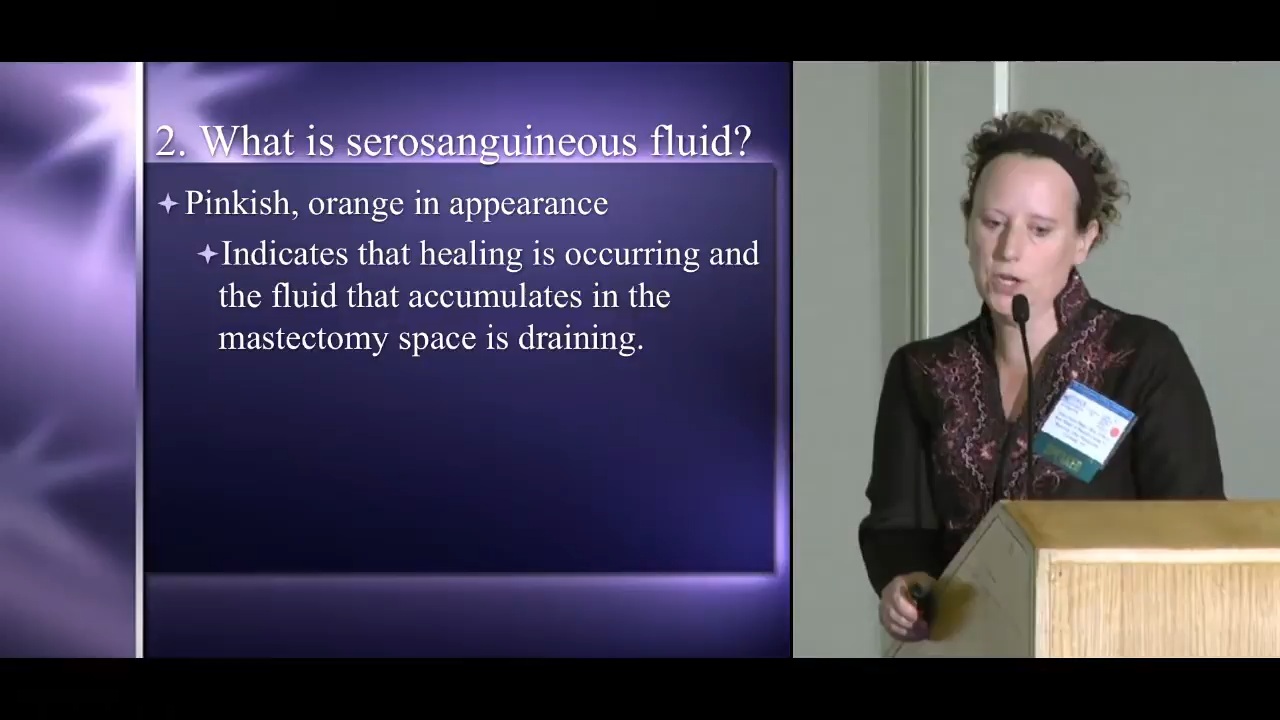 2. What is serosanguineous fluid?
Pinkish, orange in appearance
Indicates that healing is occurring and
the fluid that accumulates in the
mastectomy space is draining.